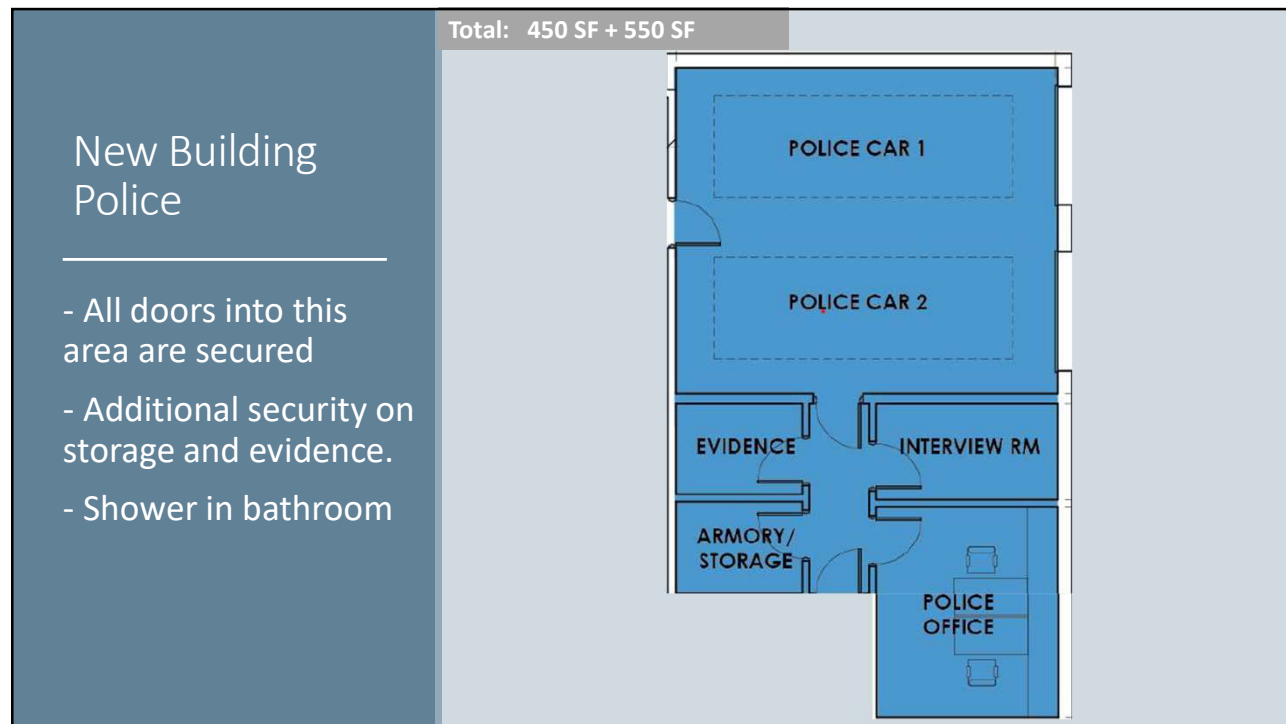 Total: 450 SF + 550 SF
New Building
Police
- All doors into this
area are secured
- Additional security on
storage and evidence.
- Shower in bathroom
POLICE CAR 1
POLICE CAR 2
EVIDENCE
INTERVIEW RM
ARMORY/
STORAGE
POLICE
OFFICE